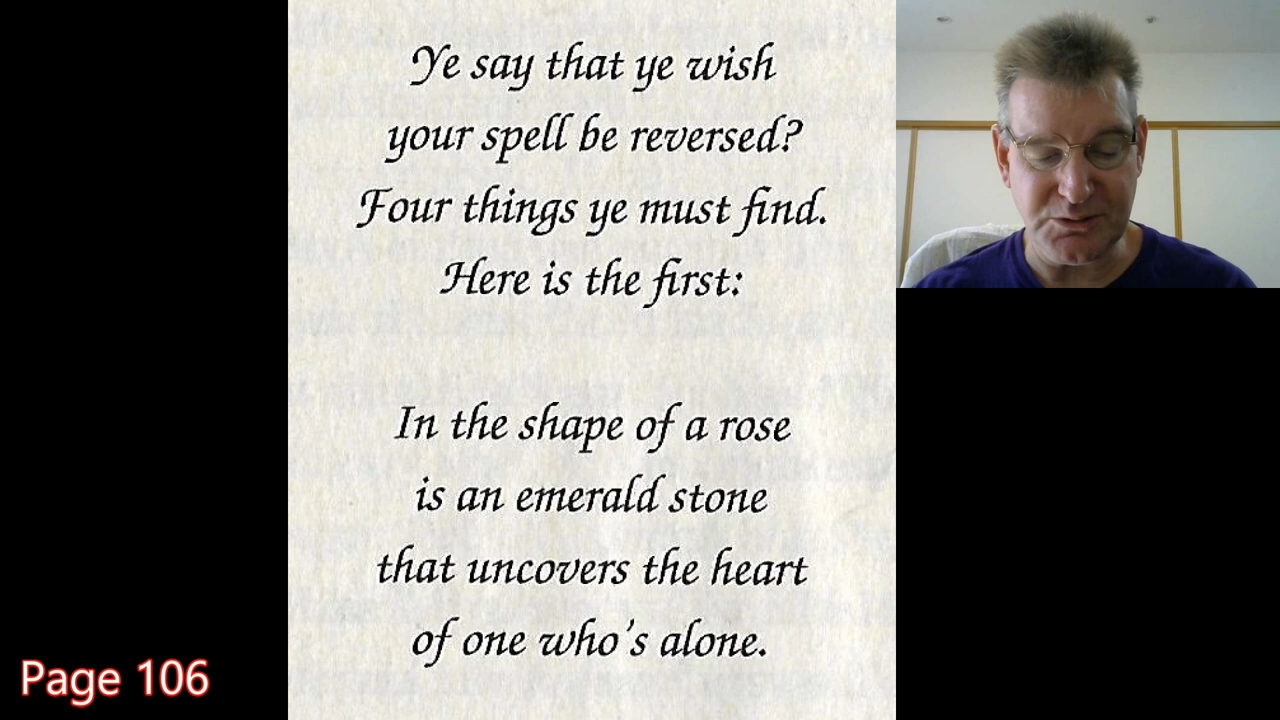 Ye say that ye wish
your spell be reversed?
Four things ye must find.
Here is the first:
In the shape of a rose
is an emerald stone
that uncovers the heart
of one who's alone.
Page 106